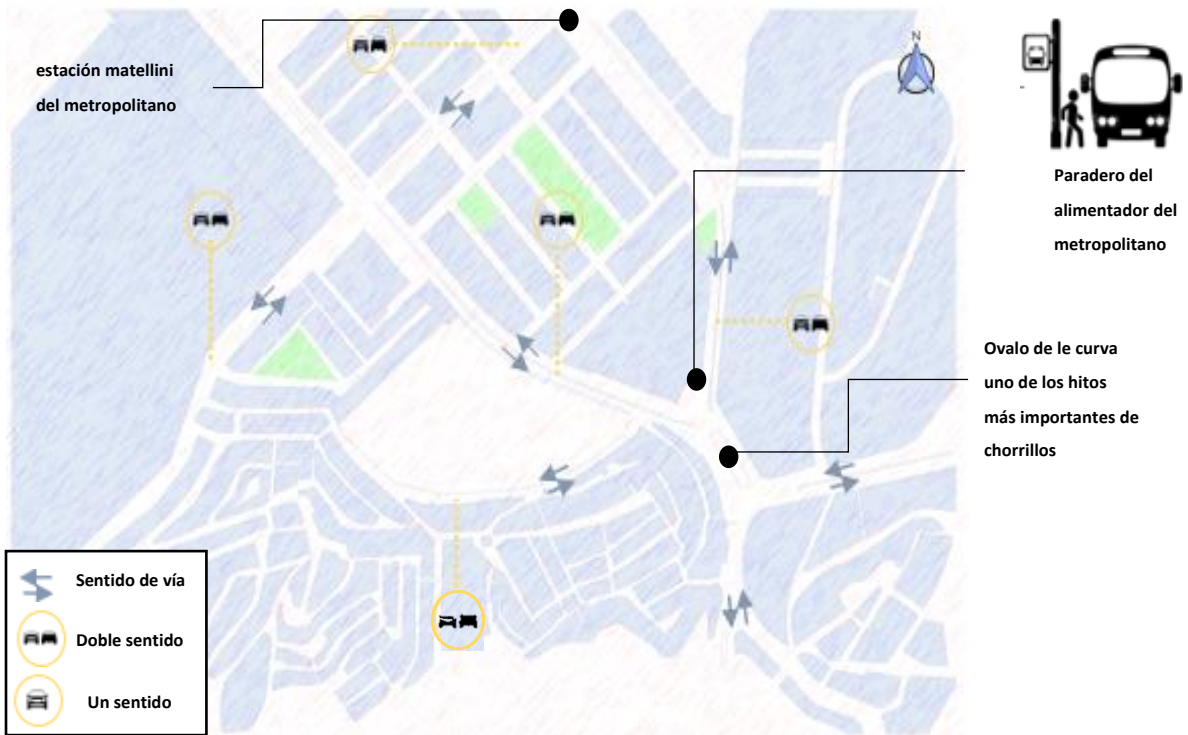 estación matellini
del metropolitano
N
Paradero del
alimentador del
metropolitano
Ovalo de le curva
uno de los hitos
más importantes de
chorrillos
Sentido de vía
Doble sentido
Un sentido